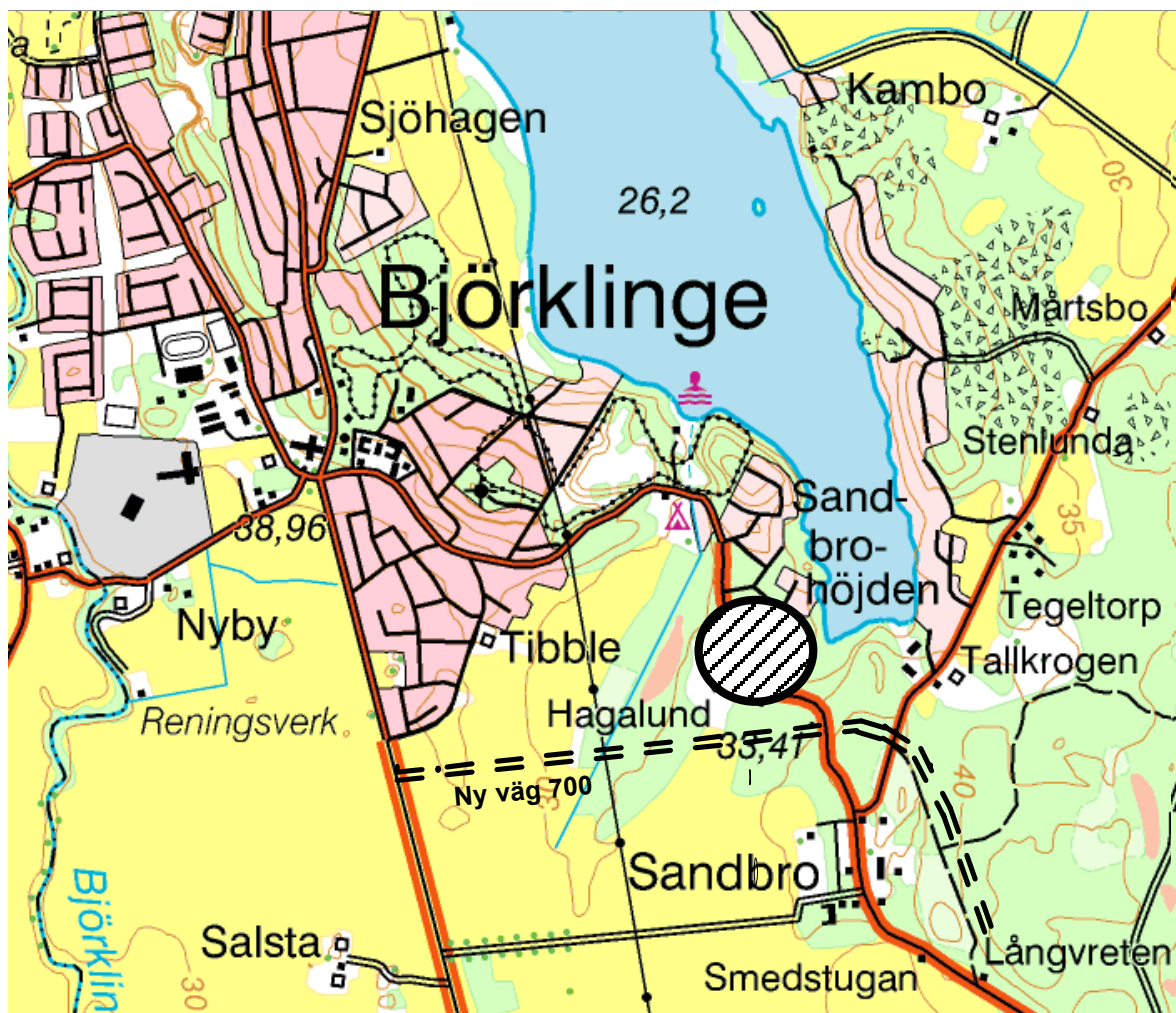 a
Kambo
Sjöhagen
30
26,2
Björklinge
Mårtsbo
Stenlunda
Sand-
bro-
höjden
35
38,96
Nyby
Tibble
Tegeltorp
Tallkrogen
Reningsverk
Hagalund
33,41
Ny väg 700
40
Sandbro
Björklin
Salsta
Långvreten
Smedstugan
30